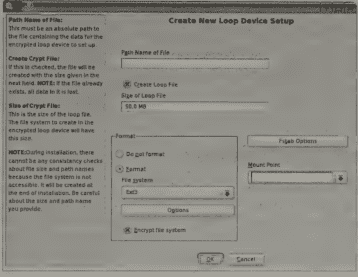 Path Name of File:
This must be an absolute path to
the file containing the data for the
encrypted loop device to set up.
Create Crypt File:
If this is checked, the file will be
created with the size given in the
next field. NOTE: If the file already
exists, all data in it is lost.
Size of Crypt File:
This is the size of the loop file.
The file system to create in the
encrypted loop device will have
this size.
NOTE: During installation, there
cannot be any consistency checks
about file size and path names
because the file system is not
accessible. It will be created at
the end of installation. Be careful
about the size and path name
you provide.
Create New Loop Device Setup
Path Name of File
Create Loop File
Size of Loop File
50.0 MB
Format
Do not format
Format
File system
Ext3
Options
Encrypt file system
Fstab Options
Mount Point
OK
Cancel